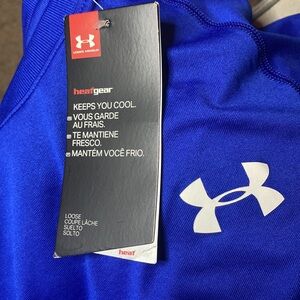 UNDER ARMOUR
heatgear
KEEPS YOU COOL.
VOUS GARDE
AU FRAIS.
TE MANTIENE
FRESCO.
MANTÉM VOCÊ FRIO.
LOOSE
COUPE LÂCHE
SUELTO
SOLTO
heat